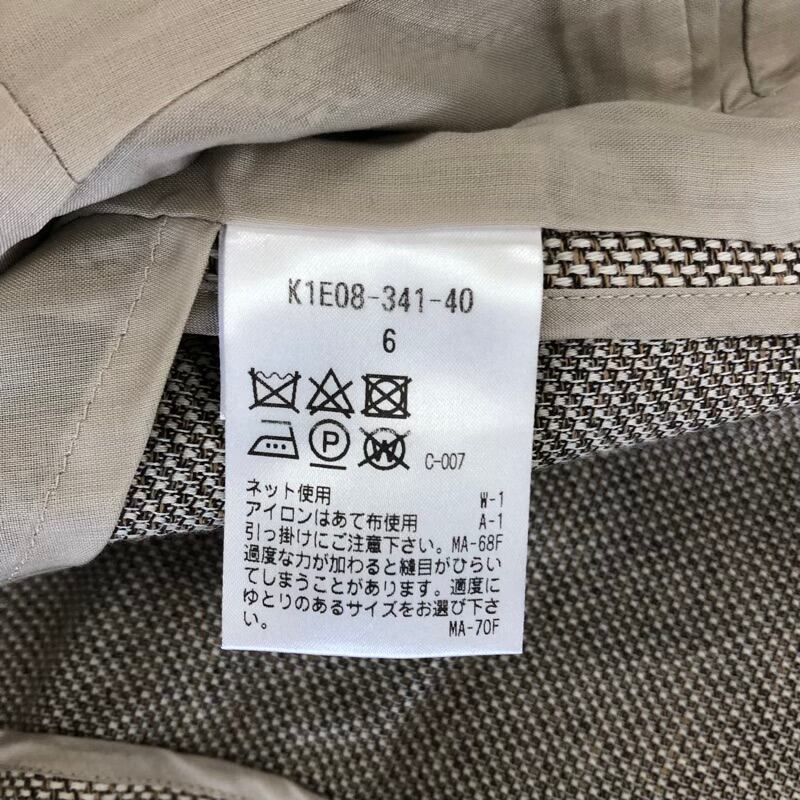 K1E08-341-40
6
P W C-007
ネット使用 W-1
アイロンはあて布使用 A-1
引っ掛けにご注意下さい。MA-68F
過度な力が加わると縫目がひらい
てしまうことがあります。適度に
ゆとりのあるサイズをお選び下さ
い。 MA-70F